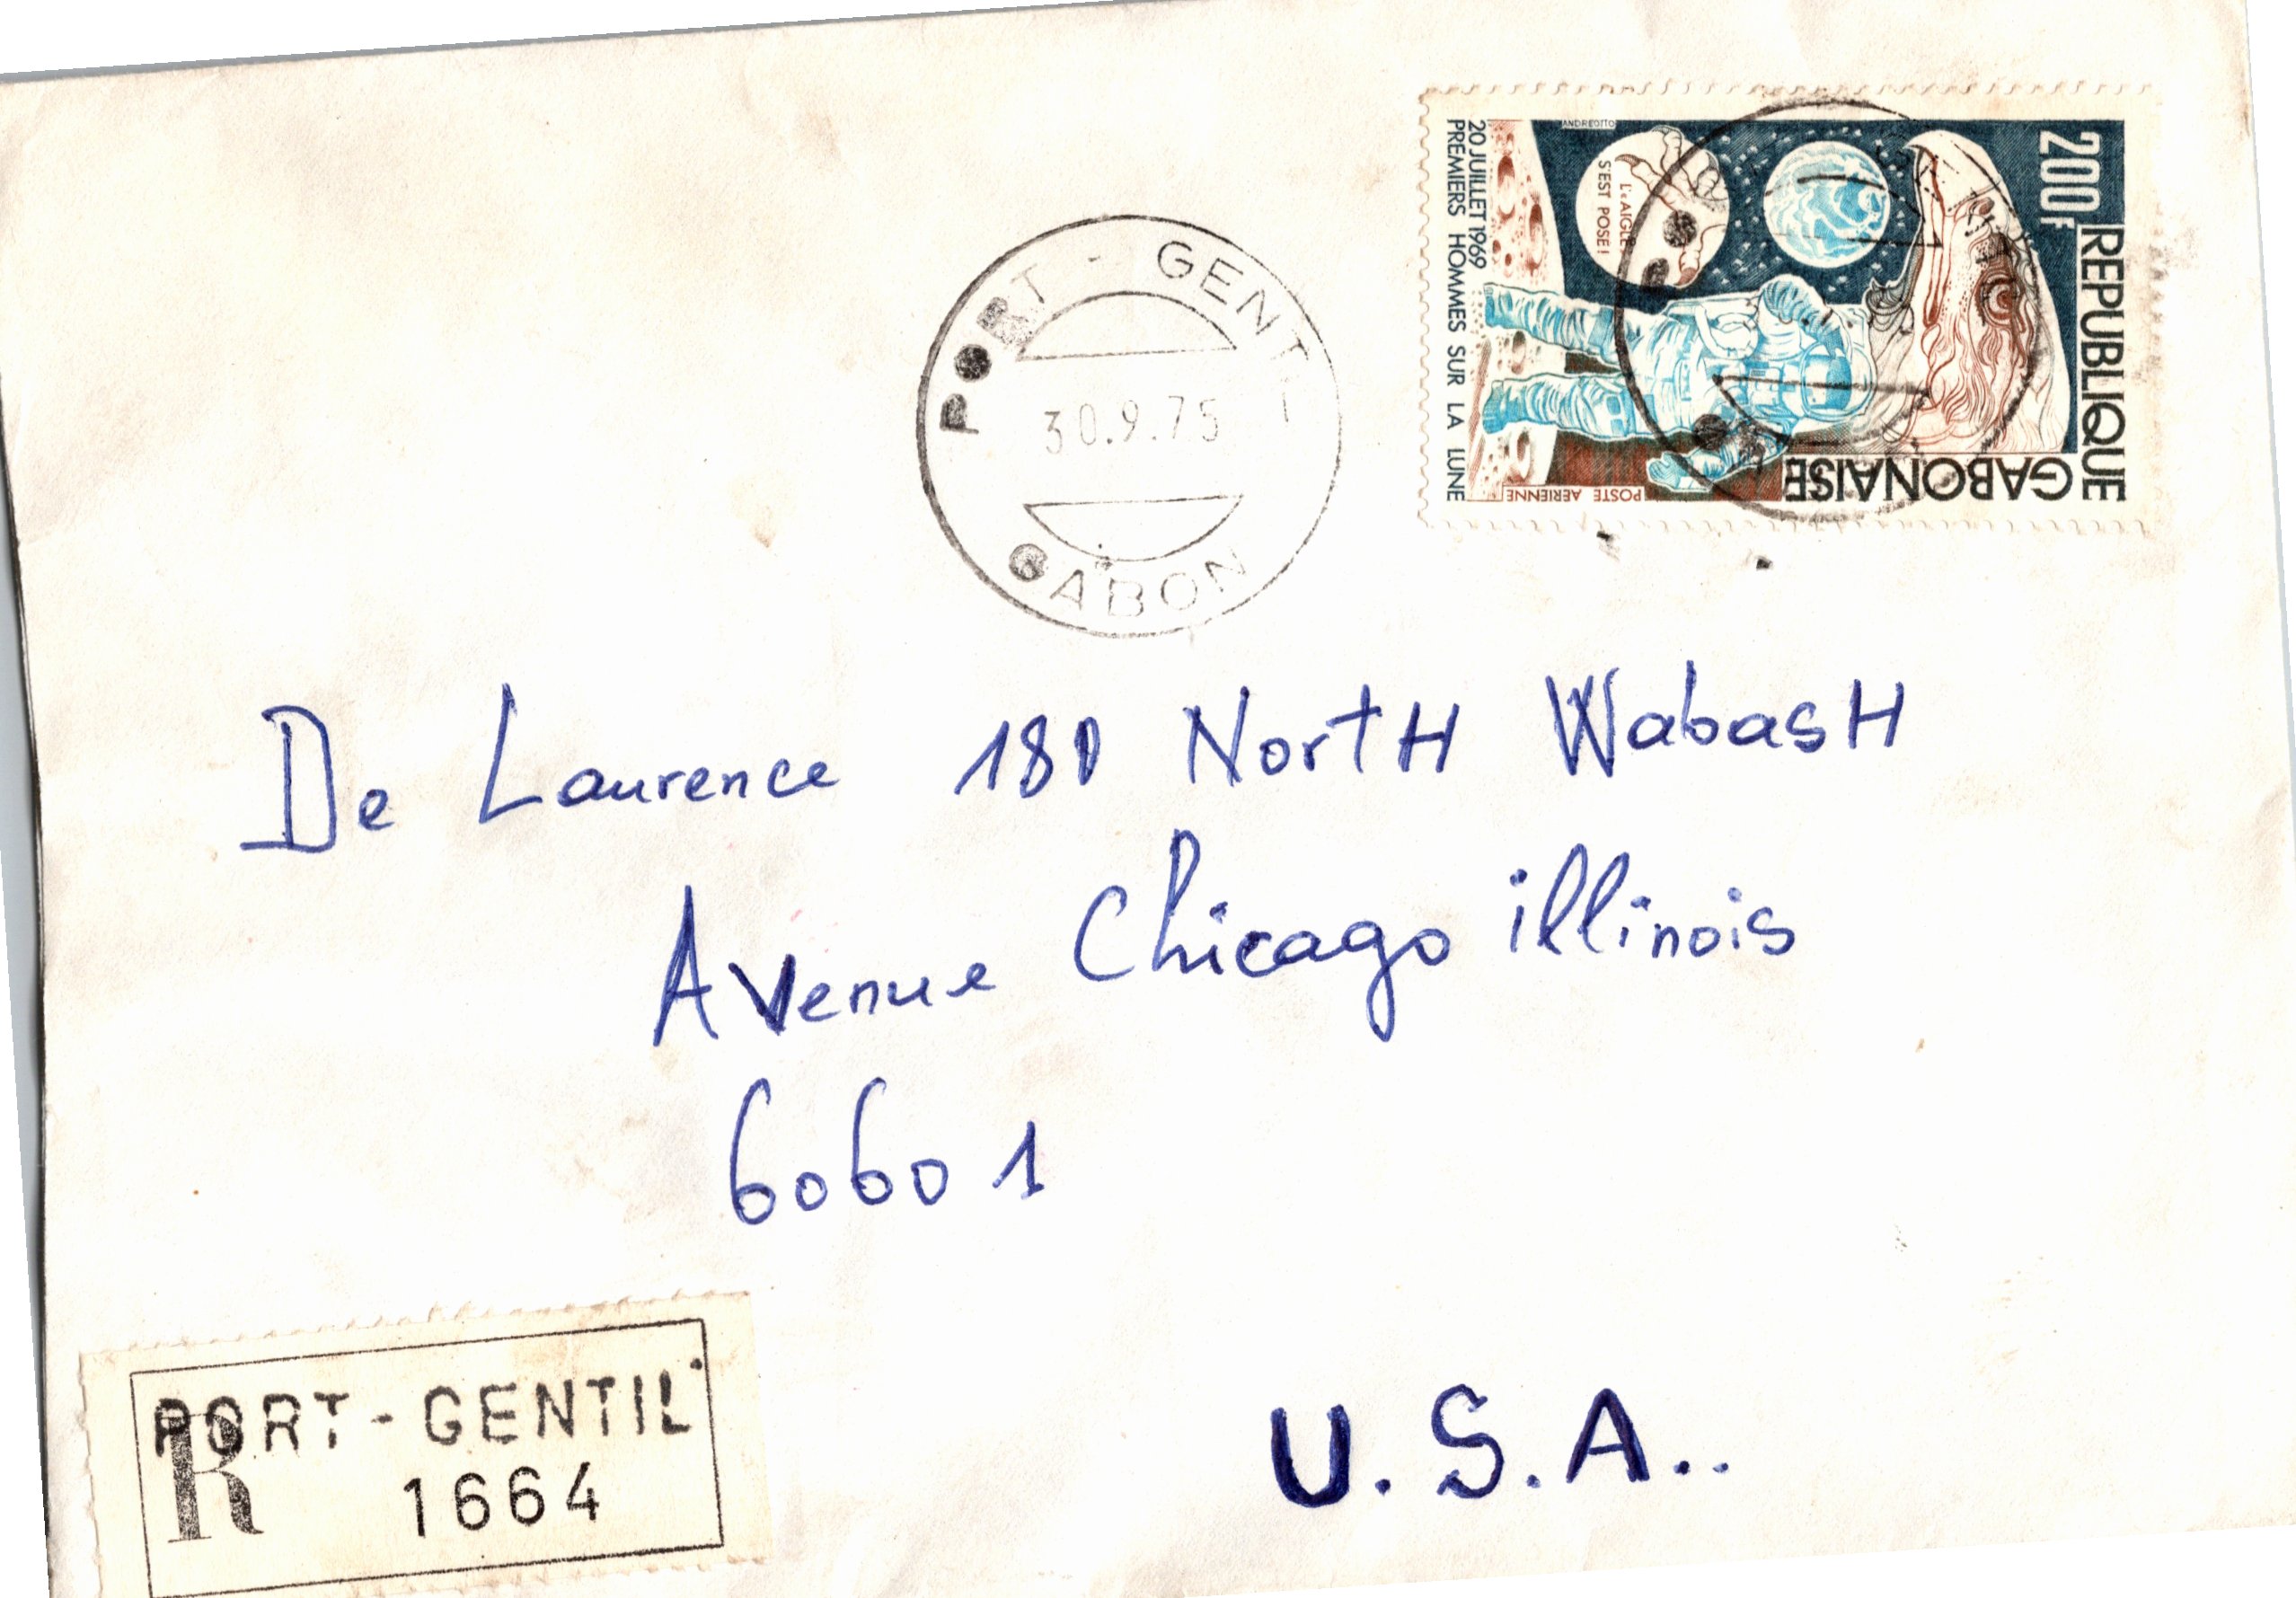 200F
REPUBLIQUE
GABONAISE
ANDREOTTO
L'AIGLE
S'EST POSE!
20 JUILLET 1969
PREMIERS HOMMES SUR LA LUNE
POSTE AERIENNE
PORT - GENTIL
30.9.75
GABON
De Laurence 180 NortH WabasH
Avenue Chicago illinois
60601
U.S.A..
PORT-GENTIL
R 1664